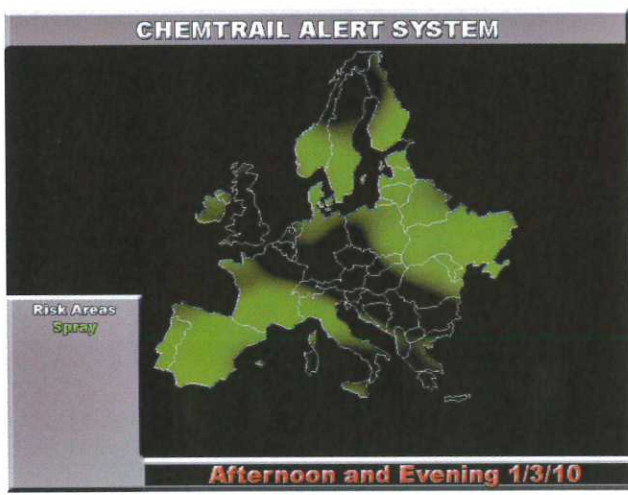 CHEMTRAIL ALERT SYSTEM
Risk Areas
Spray
Afternoon and Evening 1/3/10